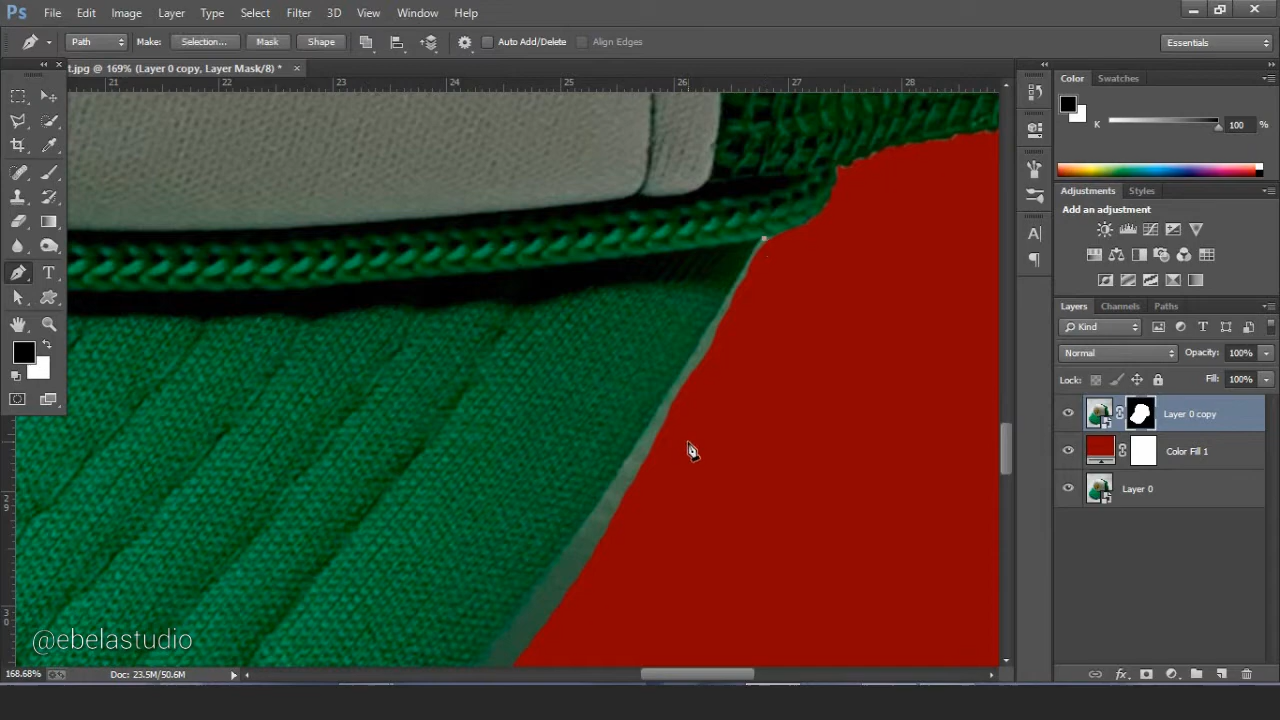 Ps File Edit Image Layer Type Select Filter 3D View Window Help
Path Make: Selection... Mask Shape Auto Add/Delete Align Edges Essentials
t.jpg @ 169% (Layer 0 copy, Layer Mask/8) * ×
21 22 23 24 25 26 27 28
Color Swatches
K 100 %
Adjustments Styles
Add an adjustment
Layers Channels Paths
Kind
Normal Opacity: 100%
Lock: Fill: 100%
Layer 0 copy
Color Fill 1
Layer 0
29
30
@ebelastudio
168.68% Doc: 23.5M/50.6M